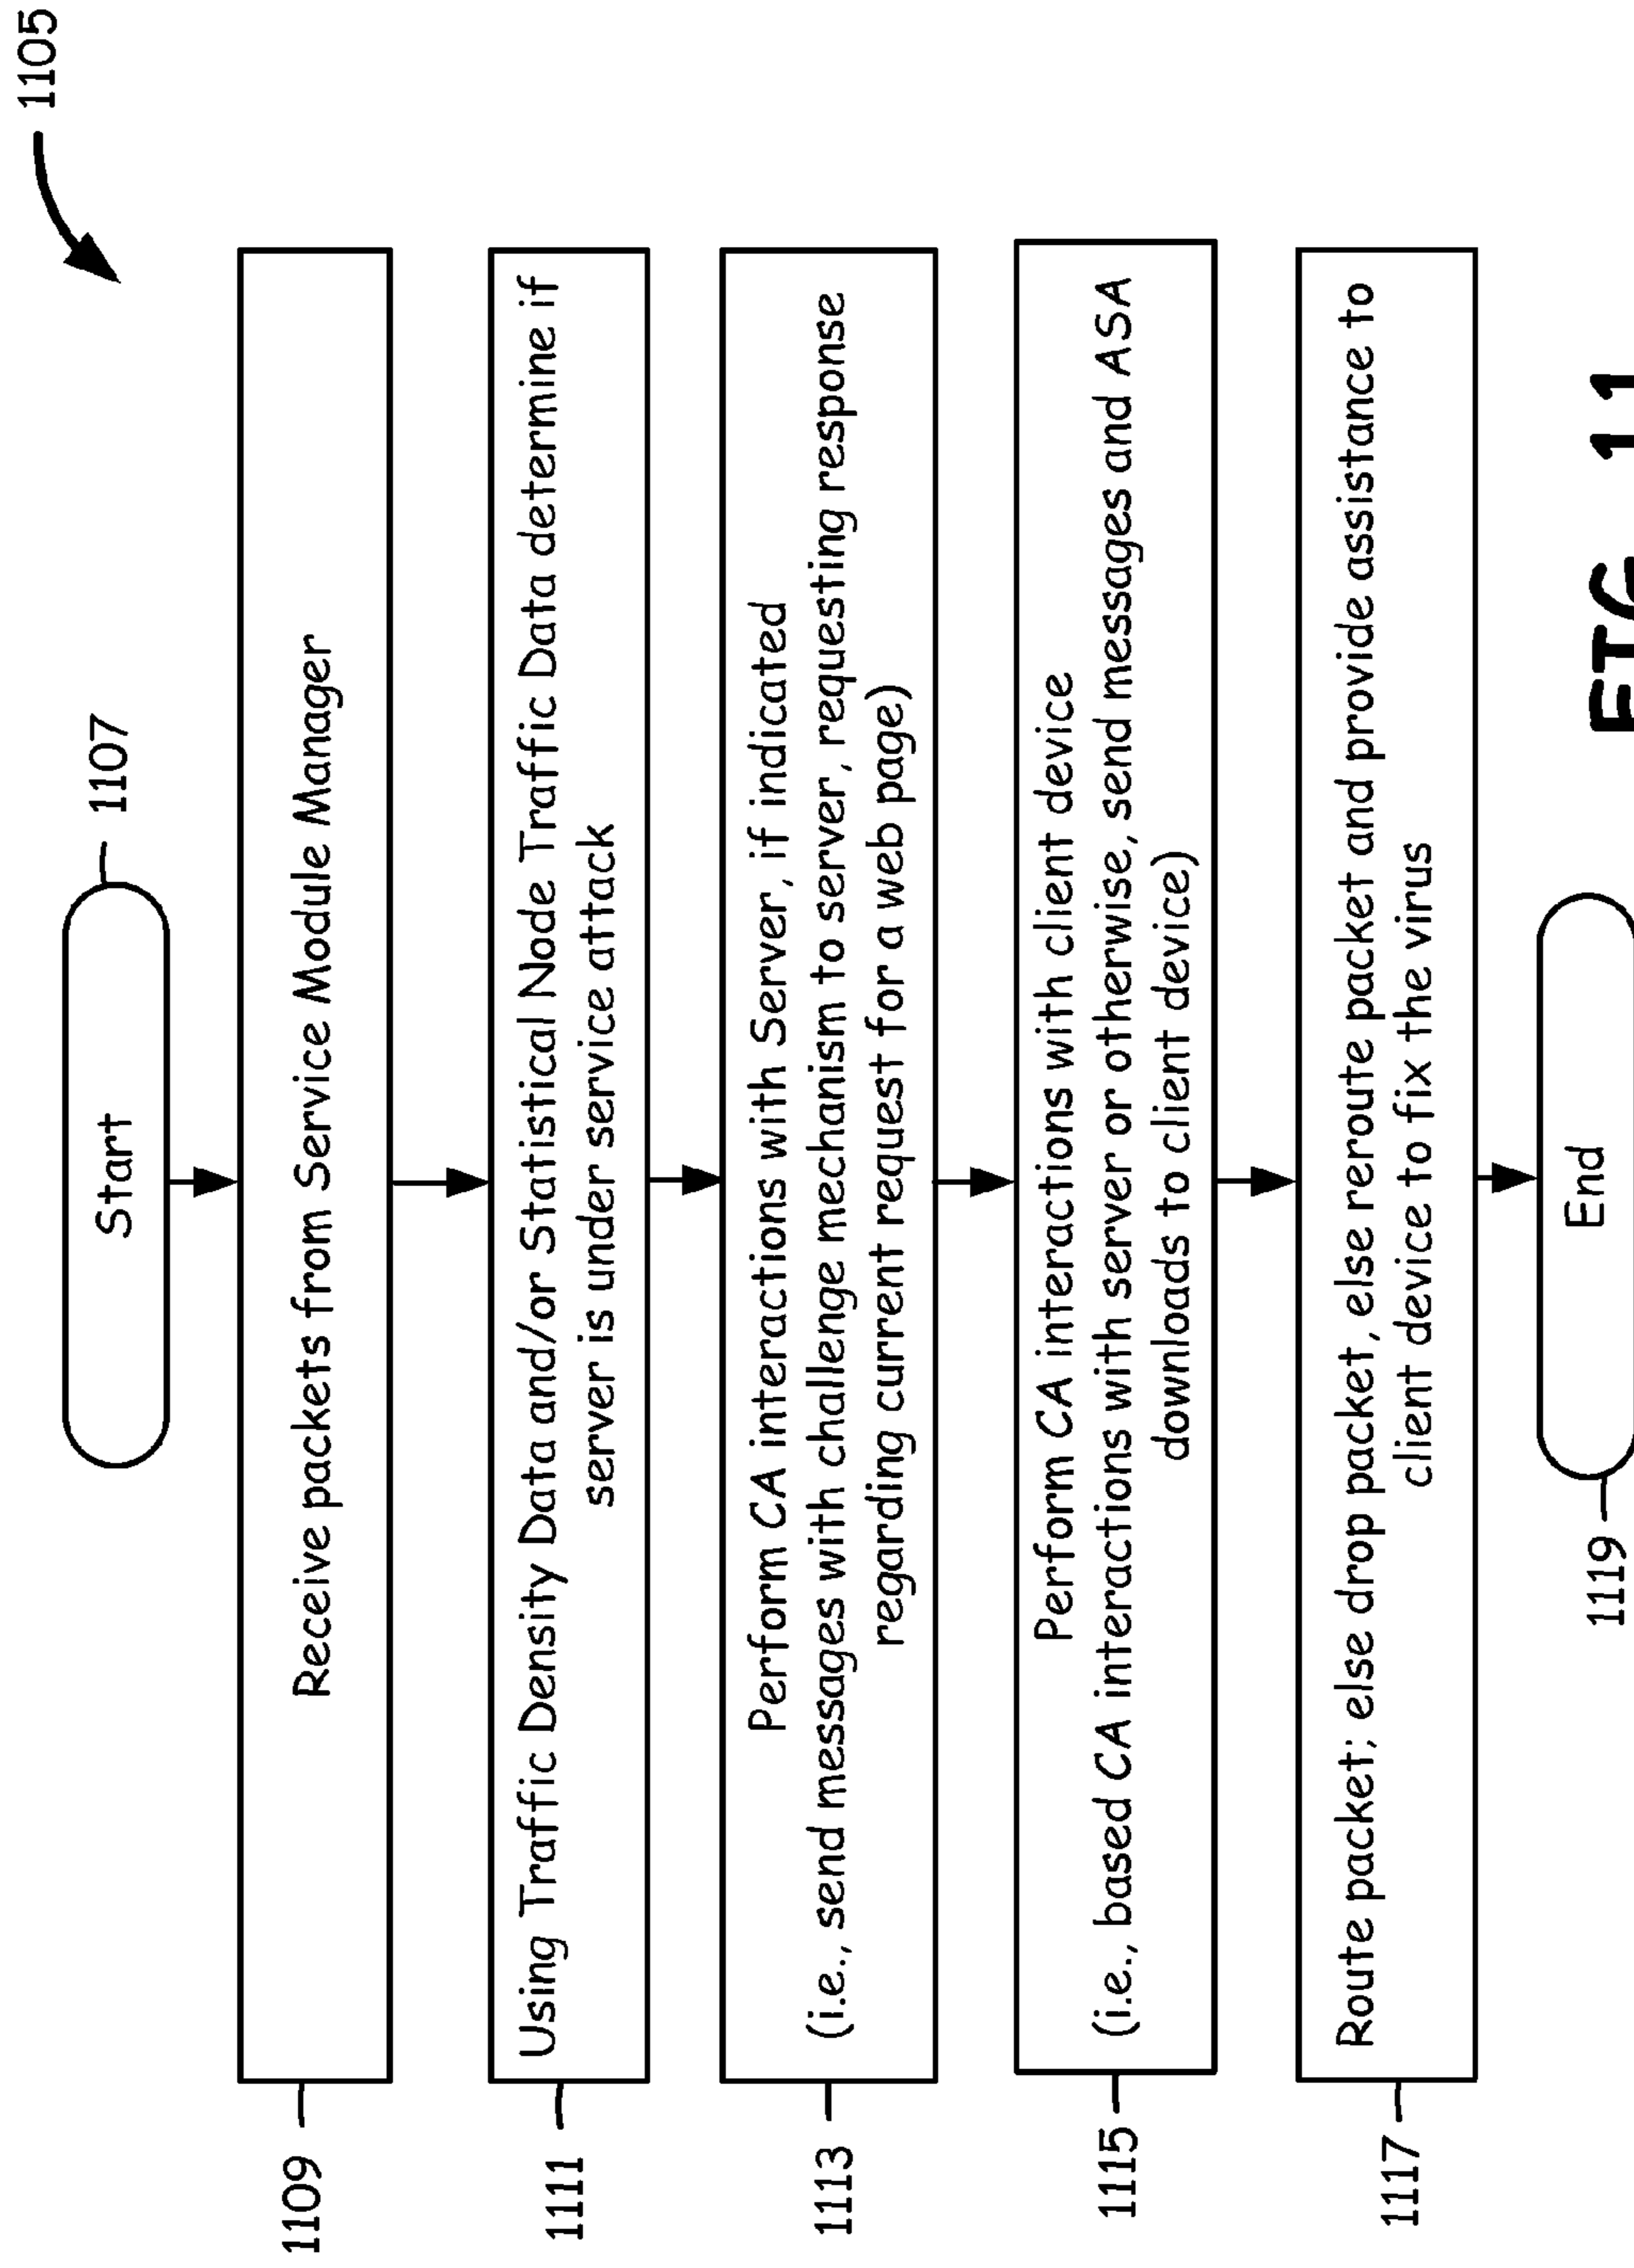 1105
Start
1107
1109
Receive packets from Service Module Manager
1111
Using Traffic Density Data and/or Statistical Node Traffic Data determine if
server is under service attack
1113
Perform CA interactions with Server, if indicated
(i.e., send messages with challenge mechanism to server, requesting response
regarding current request for a web page)
1115
Perform CA interactions with client device
(i.e., based CA interactions with server or otherwise, send messages and ASA
downloads to client device)
1117
Route packet; else drop packet, else reroute packet and provide assistance to
client device to fix the virus
1119
End
FIG 11